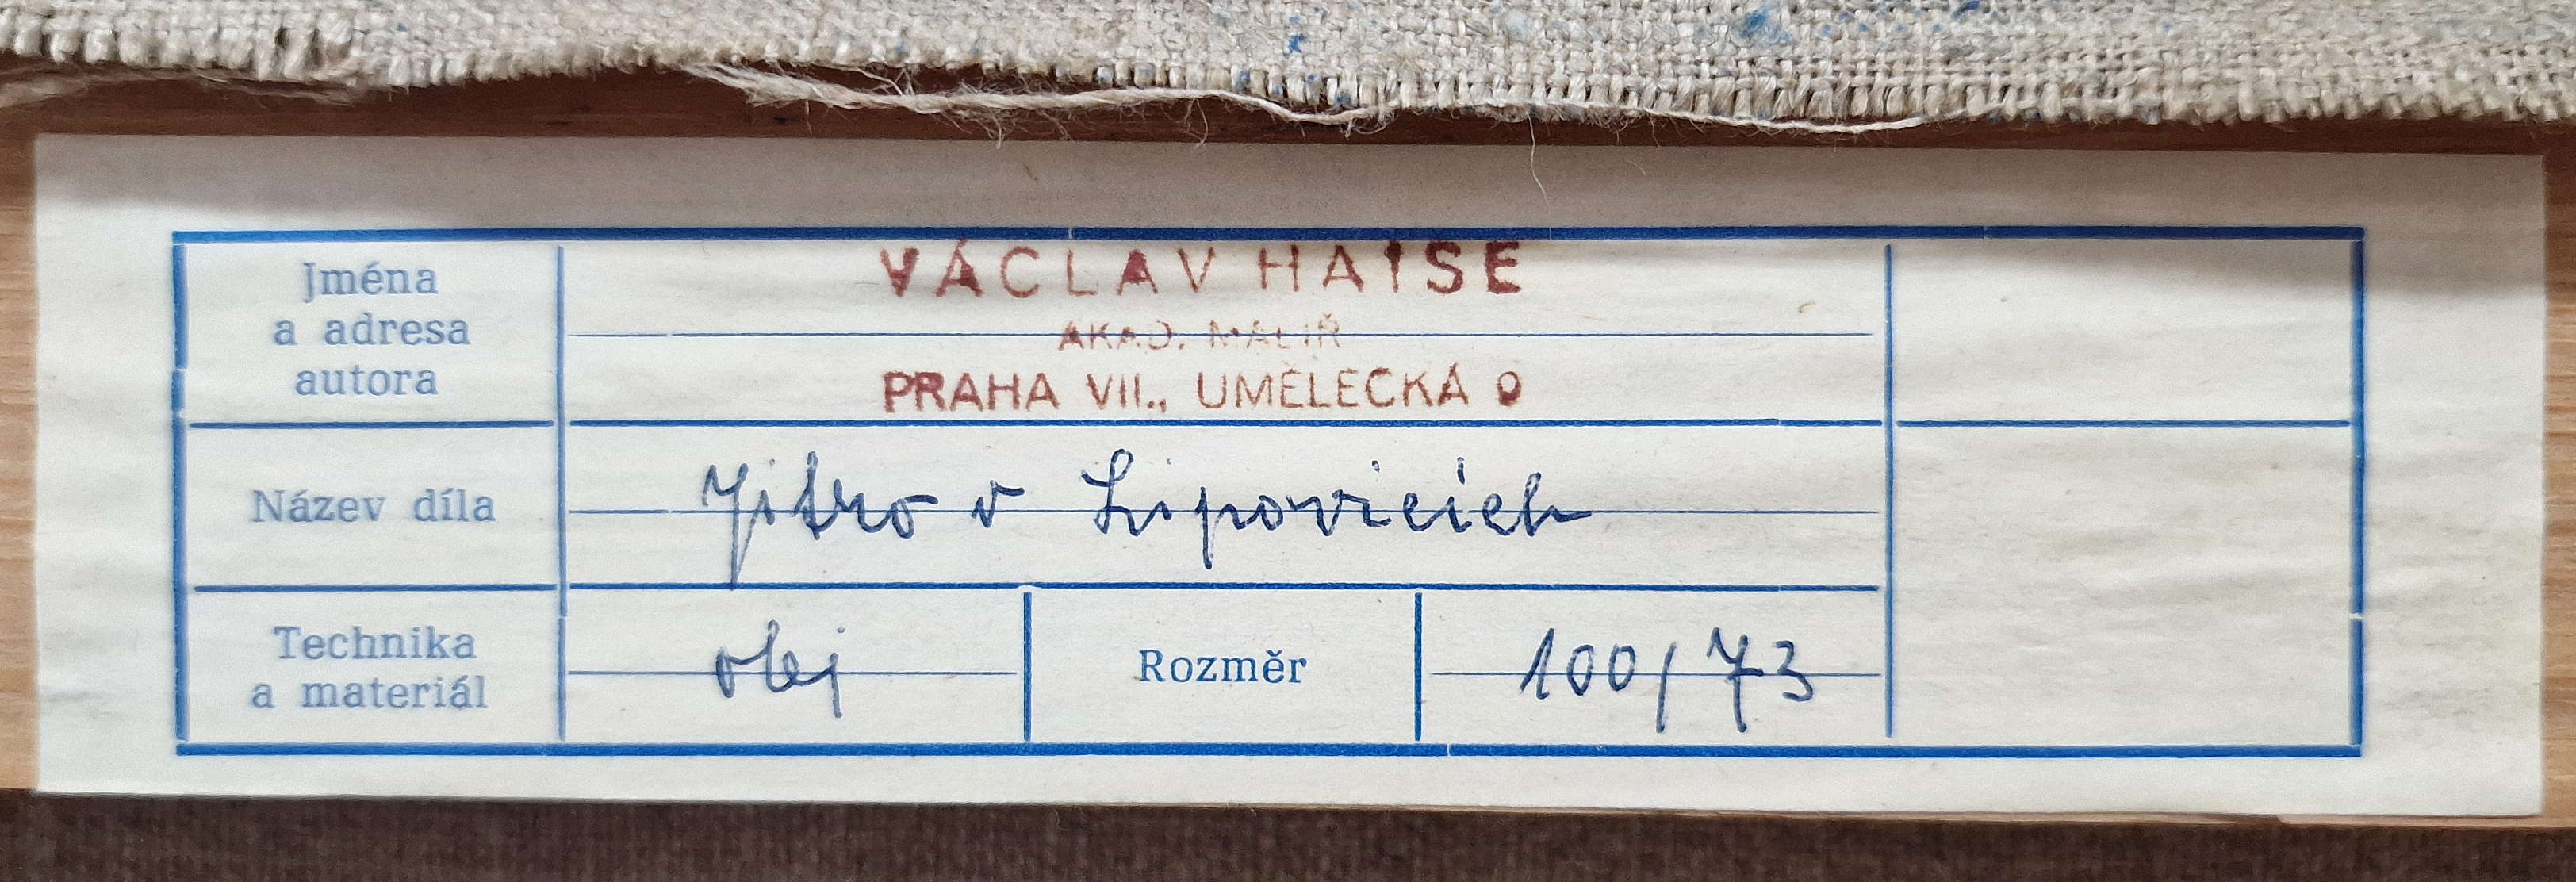 Jména
a adresa
autora
VÁCLAV HAISE
AKAD. MALIŘ
PRAHA VII., UMĚLECKÁ 9
Název díla
Jitro v Lipovicích
Technika
a materiál
olej
Rozměr
100/73